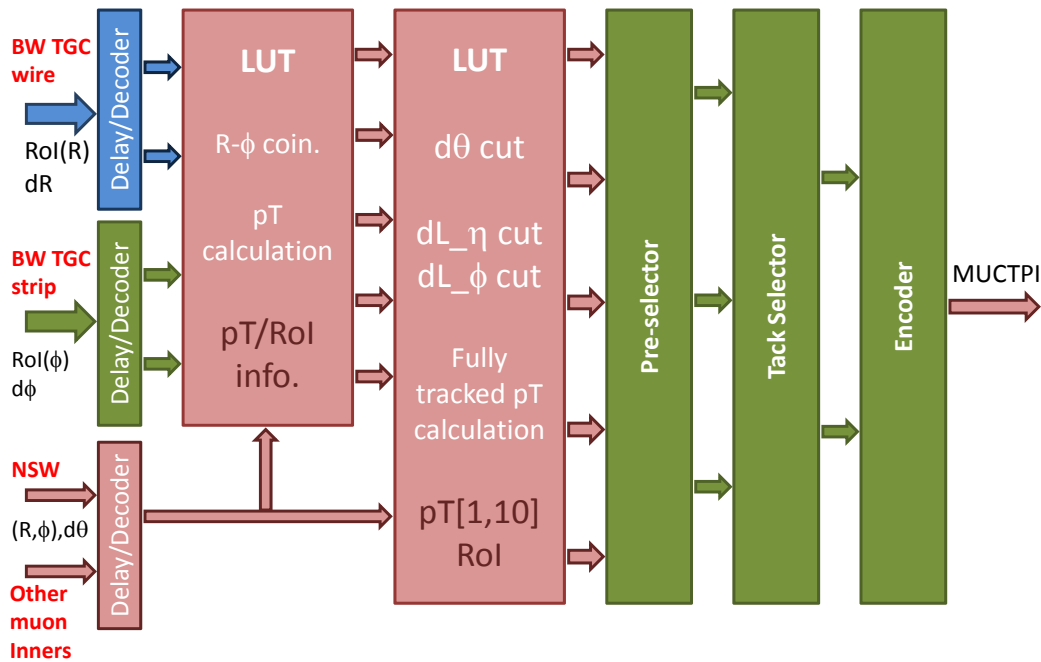 BW TGC
wire
RoI(R)
dR
Delay/Decoder
BW TGC
strip
RoI(ϕ)
dϕ
Delay/Decoder
NSW
(R,ϕ),dθ
Other
muon
Inners
Delay/Decoder
LUT
R-ϕ coin.
pT
calculation
pT/RoI
info.
LUT
dθ cut
dL_η cut
dL_ϕ cut
Fully
tracked pT
calculation
pT[1,10]
RoI
Pre-selector
Tack Selector
Encoder
MUCTPI